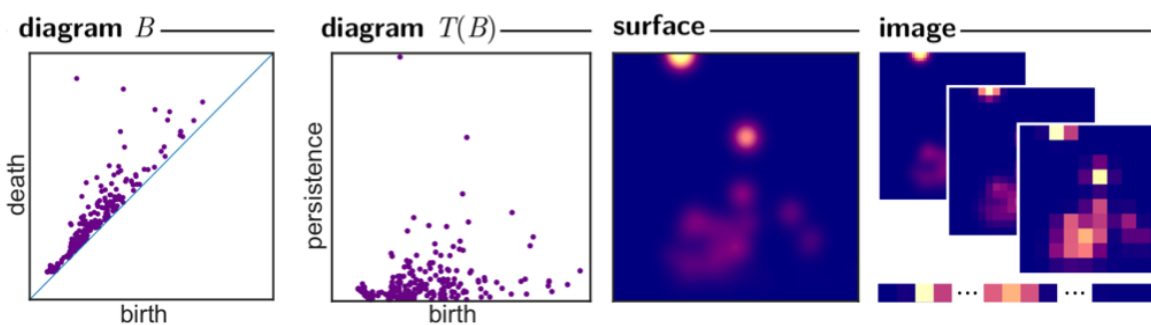 diagram B
diagram T(B)
surface
image
death
birth
persistence
birth
... ...